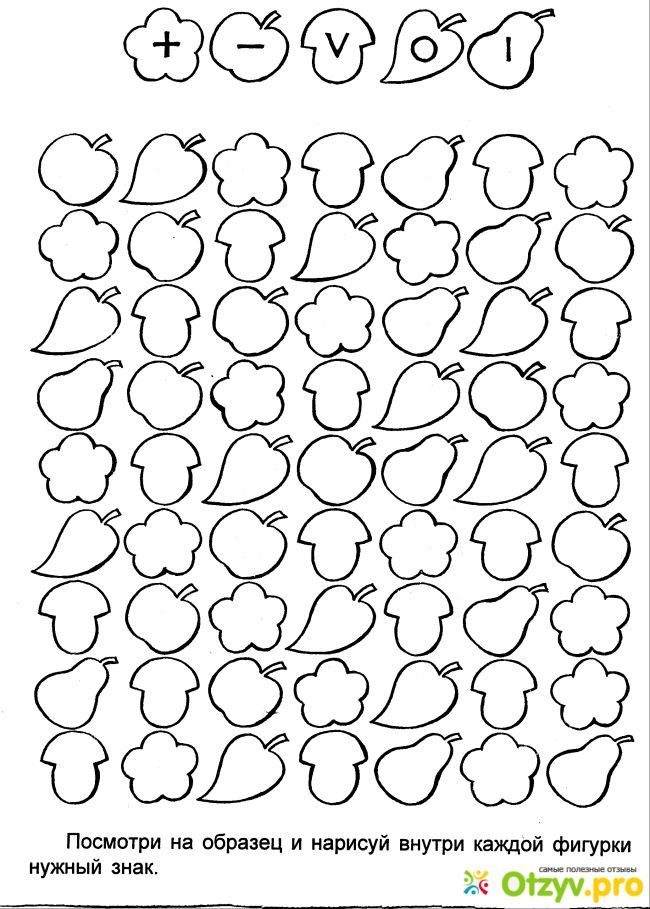 + − V O I
Посмотри на образец и нарисуй внутри каждой фигурки
нужный знак.
самые полезные отзывы
Otzyv.pro